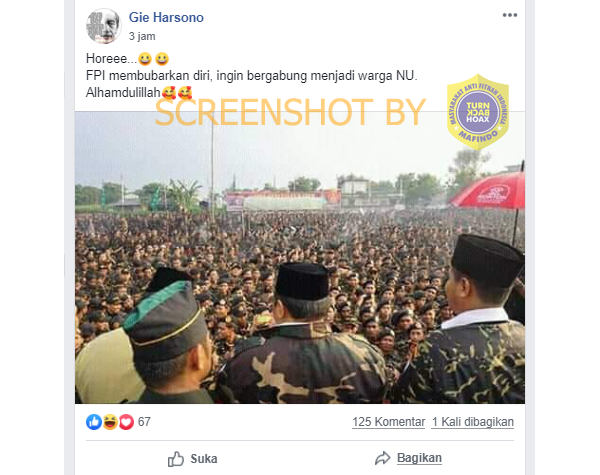 Gie Harsono
3 jam
Horeee...😀😀
FPI membubarkan diri, ingin bergabung menjadi warga NU.
Alhamdulillah🥰🥰
SCREENSHOT BY
MASYARAKAT ANTI FITNAH INDONESIA
TURN
BACK
HOAX
MAFINDO
67
125 Komentar 1 Kali dibagikan
Suka
Bagikan